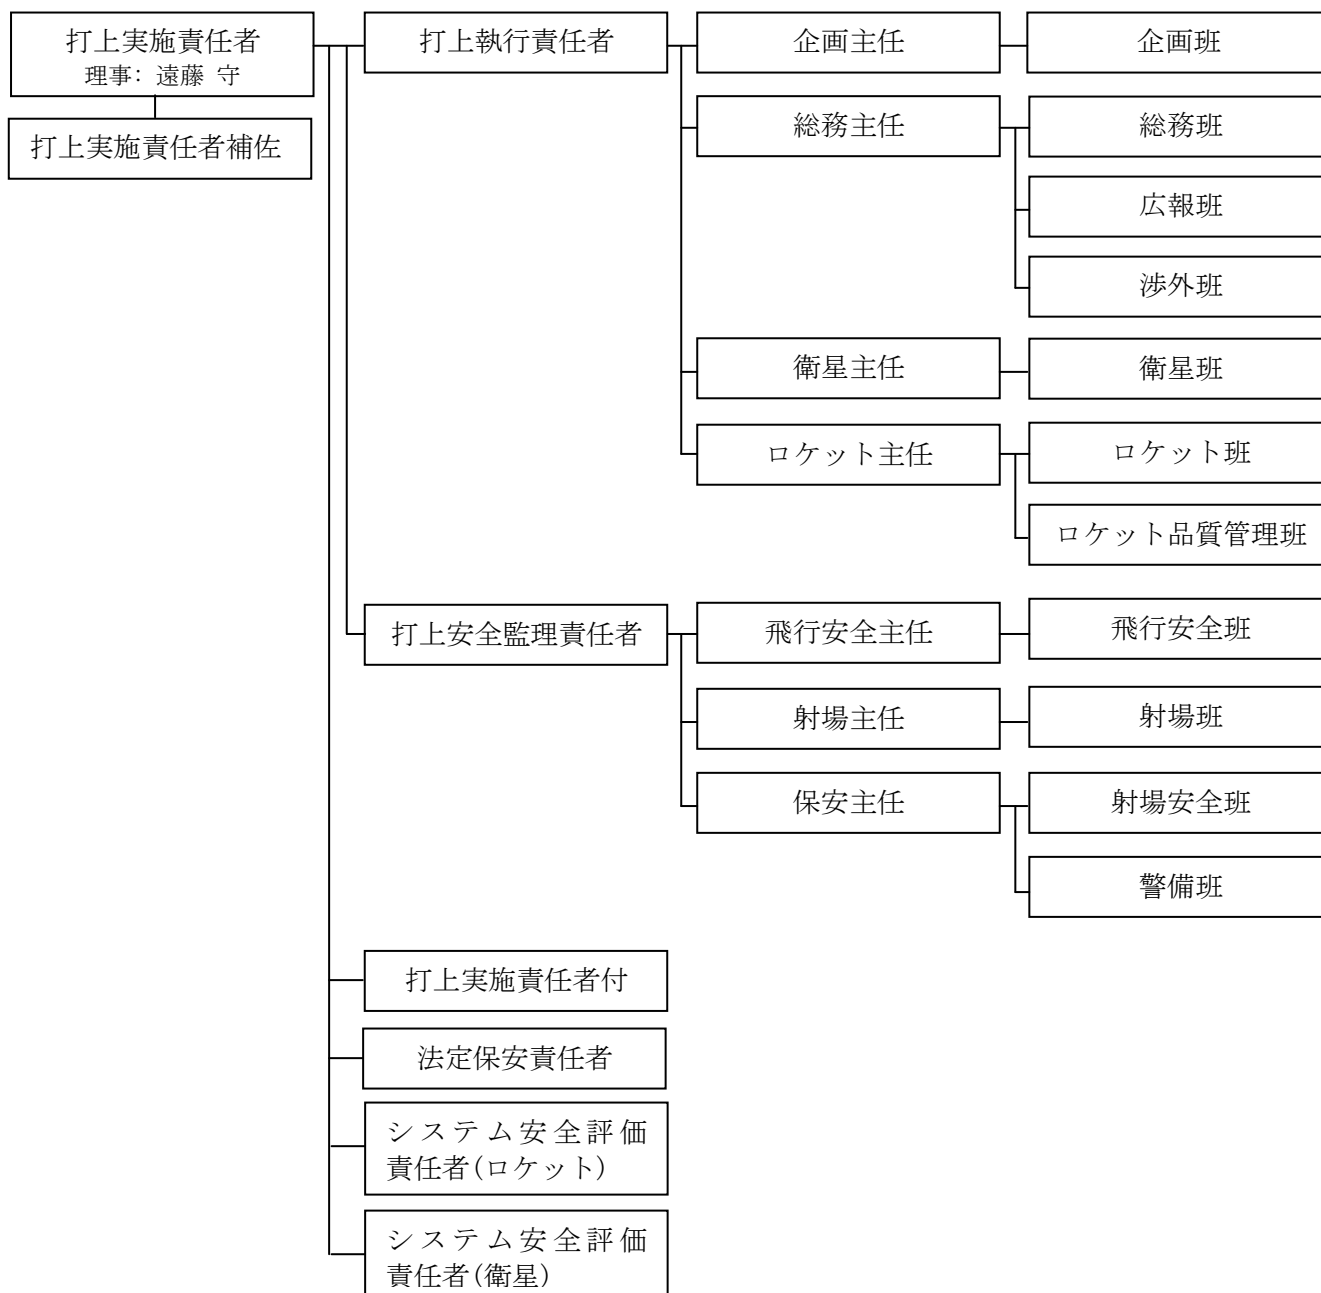 打上実施責任者
理事: 遠藤 守
打上実施責任者補佐
打上執行責任者
企画主任
企画班
総務主任
総務班
広報班
渉外班
衛星主任
衛星班
ロケット主任
ロケット班
ロケット品質管理班
打上安全監理責任者
飛行安全主任
飛行安全班
射場主任
射場班
保安主任
射場安全班
警備班
打上実施責任者付
法定保安責任者
システム安全評価
責任者(ロケット)
システム安全評価
責任者(衛星)